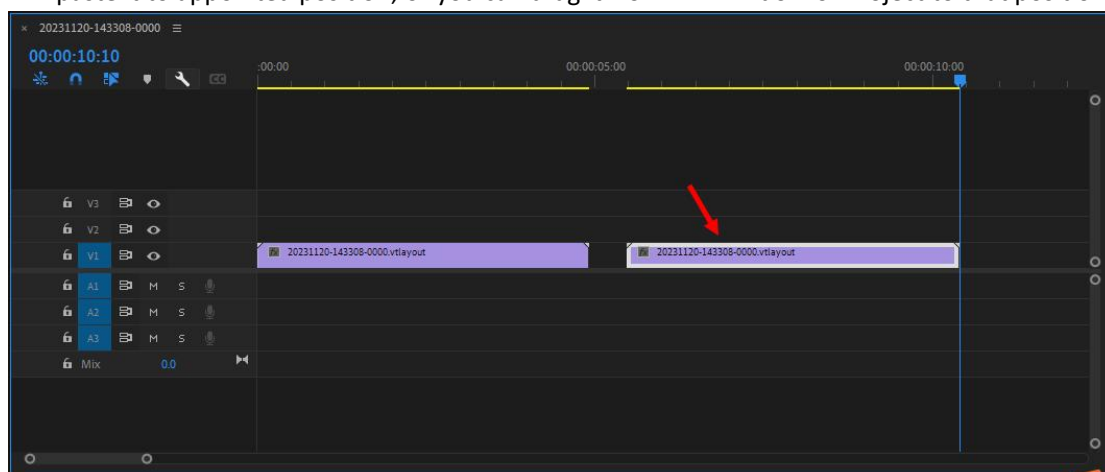 20231120-143308-0000
00:00:10:10
:00:00 00:00:05:00 00:00:10:00
V3
V2
V1 20231120-143308-0000.vtlayout 20231120-143308-0000.vtlayout
A1 M S
A2 M S
A3 M S
Mix 0.0